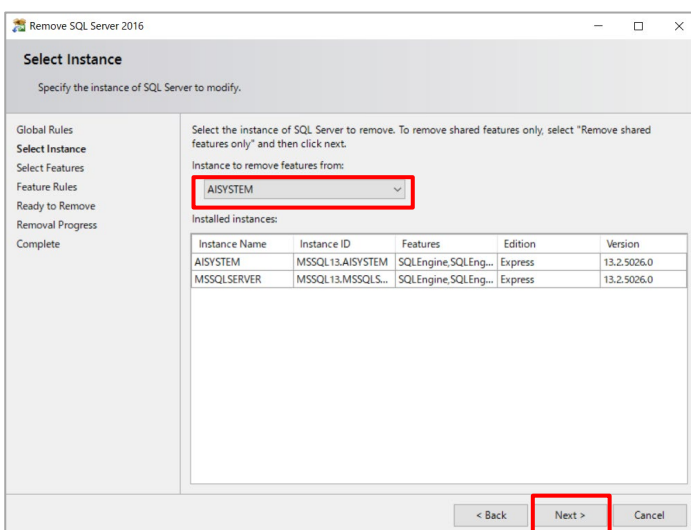 Remove SQL Server 2016
Select Instance
Specify the instance of SQL Server to modify.
Global Rules
Select Instance
Select Features
Feature Rules
Ready to Remove
Removal Progress
Complete
Select the instance of SQL Server to remove. To remove shared features only, select "Remove shared
features only" and then click next.
Instance to remove features from:
AISYSTEM
Installed instances:
Instance Name Instance ID Features Edition Version
AISYSTEM MSSQL13.AISYSTEM SQLEngine,SQLEng... Express 13.2.5026.0
MSSQLSERVER MSSQL13.MSSQLS... SQLEngine,SQLEng... Express 13.2.5026.0
< Back Next > Cancel